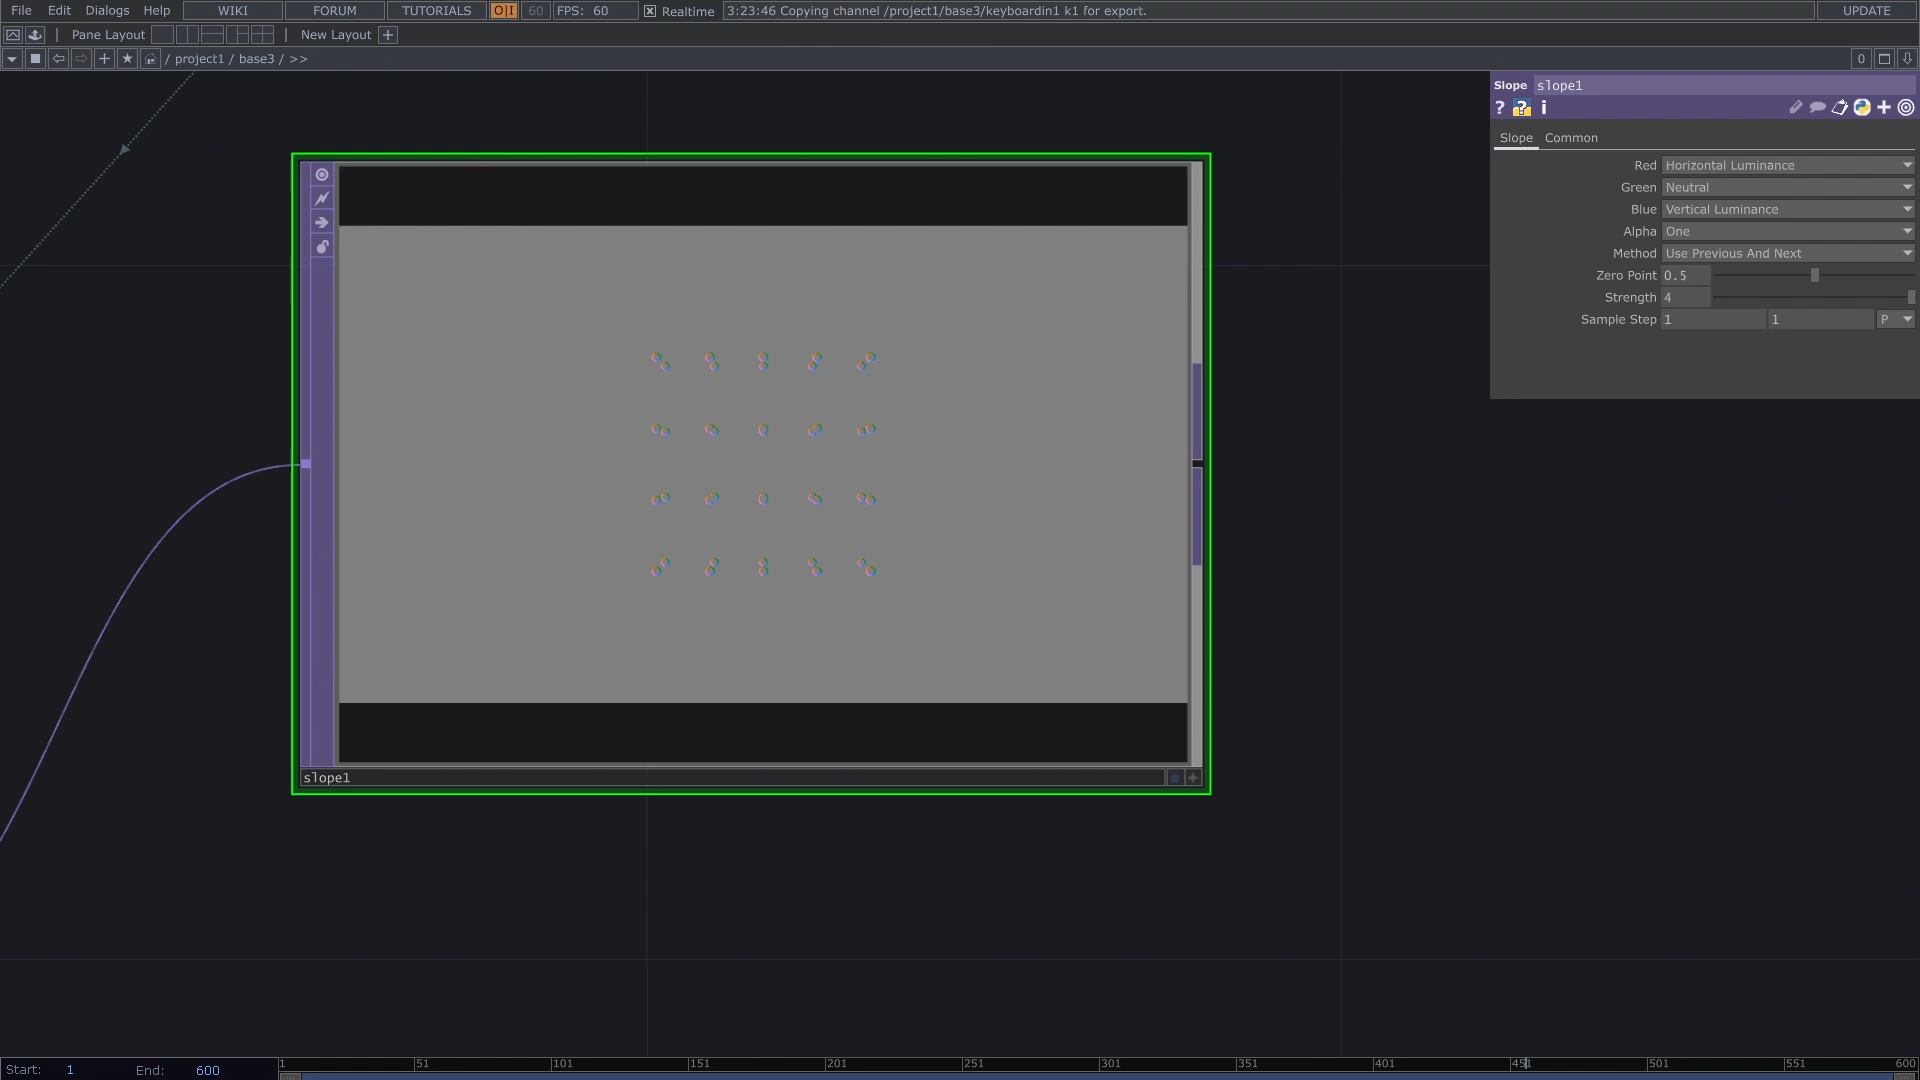 File Edit Dialogs Help WIKI FORUM TUTORIALS O|I 60 FPS: 60 Realtime 3:23:46 Copying channel /project1/base3/keyboardin1 k1 for export. UPDATE
Pane Layout New Layout
/ project1 / base3 / >> 0
Slope slope1
? ? i
Slope Common
Red Horizontal Luminance
Green Neutral
Blue Vertical Luminance
Alpha One
Method Use Previous And Next
Zero Point 0.5
Strength 4
Sample Step 1 1 P
slope1
Start: 1 End: 600 1 51 101 151 201 251 301 351 401 451 501 551 600